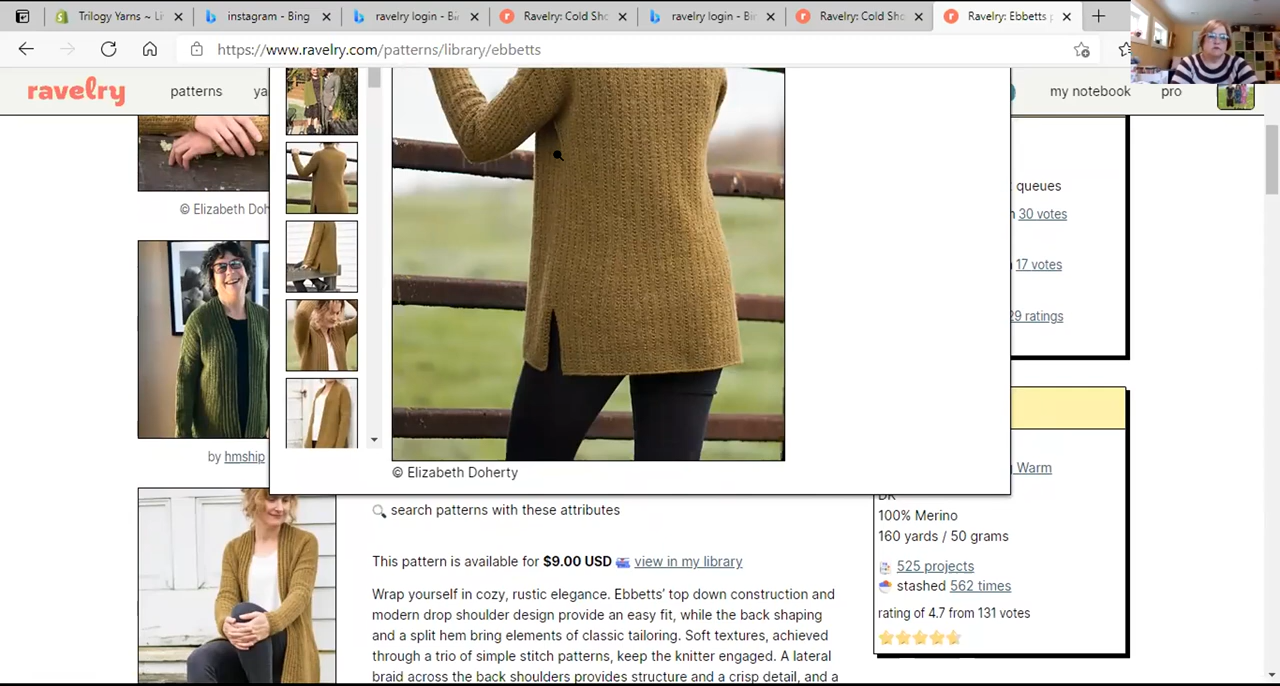 Trilogy Yarns ~ Li
instagram - Bing
ravelry login - Bi
Ravelry: Cold Sho
ravelry login - Bin
Ravelry: Cold Sho
Ravelry: Ebbetts p
https://www.ravelry.com/patterns/library/ebbetts
ravelry
patterns
ya
my notebook
pro
queues
30 votes
© Elizabeth Doh
17 votes
29 ratings
by hmship
Warm
© Elizabeth Doherty
DK
search patterns with these attributes
100% Merino
160 yards / 50 grams
This pattern is available for $9.00 USD view in my library
525 projects
stashed 562 times
rating of 4.7 from 131 votes
Wrap yourself in cozy, rustic elegance. Ebbetts’ top down construction and
modern drop shoulder design provide an easy fit, while the back shaping
and a split hem bring elements of classic tailoring. Soft textures, achieved
through a trio of simple stitch patterns, keep the knitter engaged. A lateral
braid across the back shoulders provides structure and a crisp detail, and a